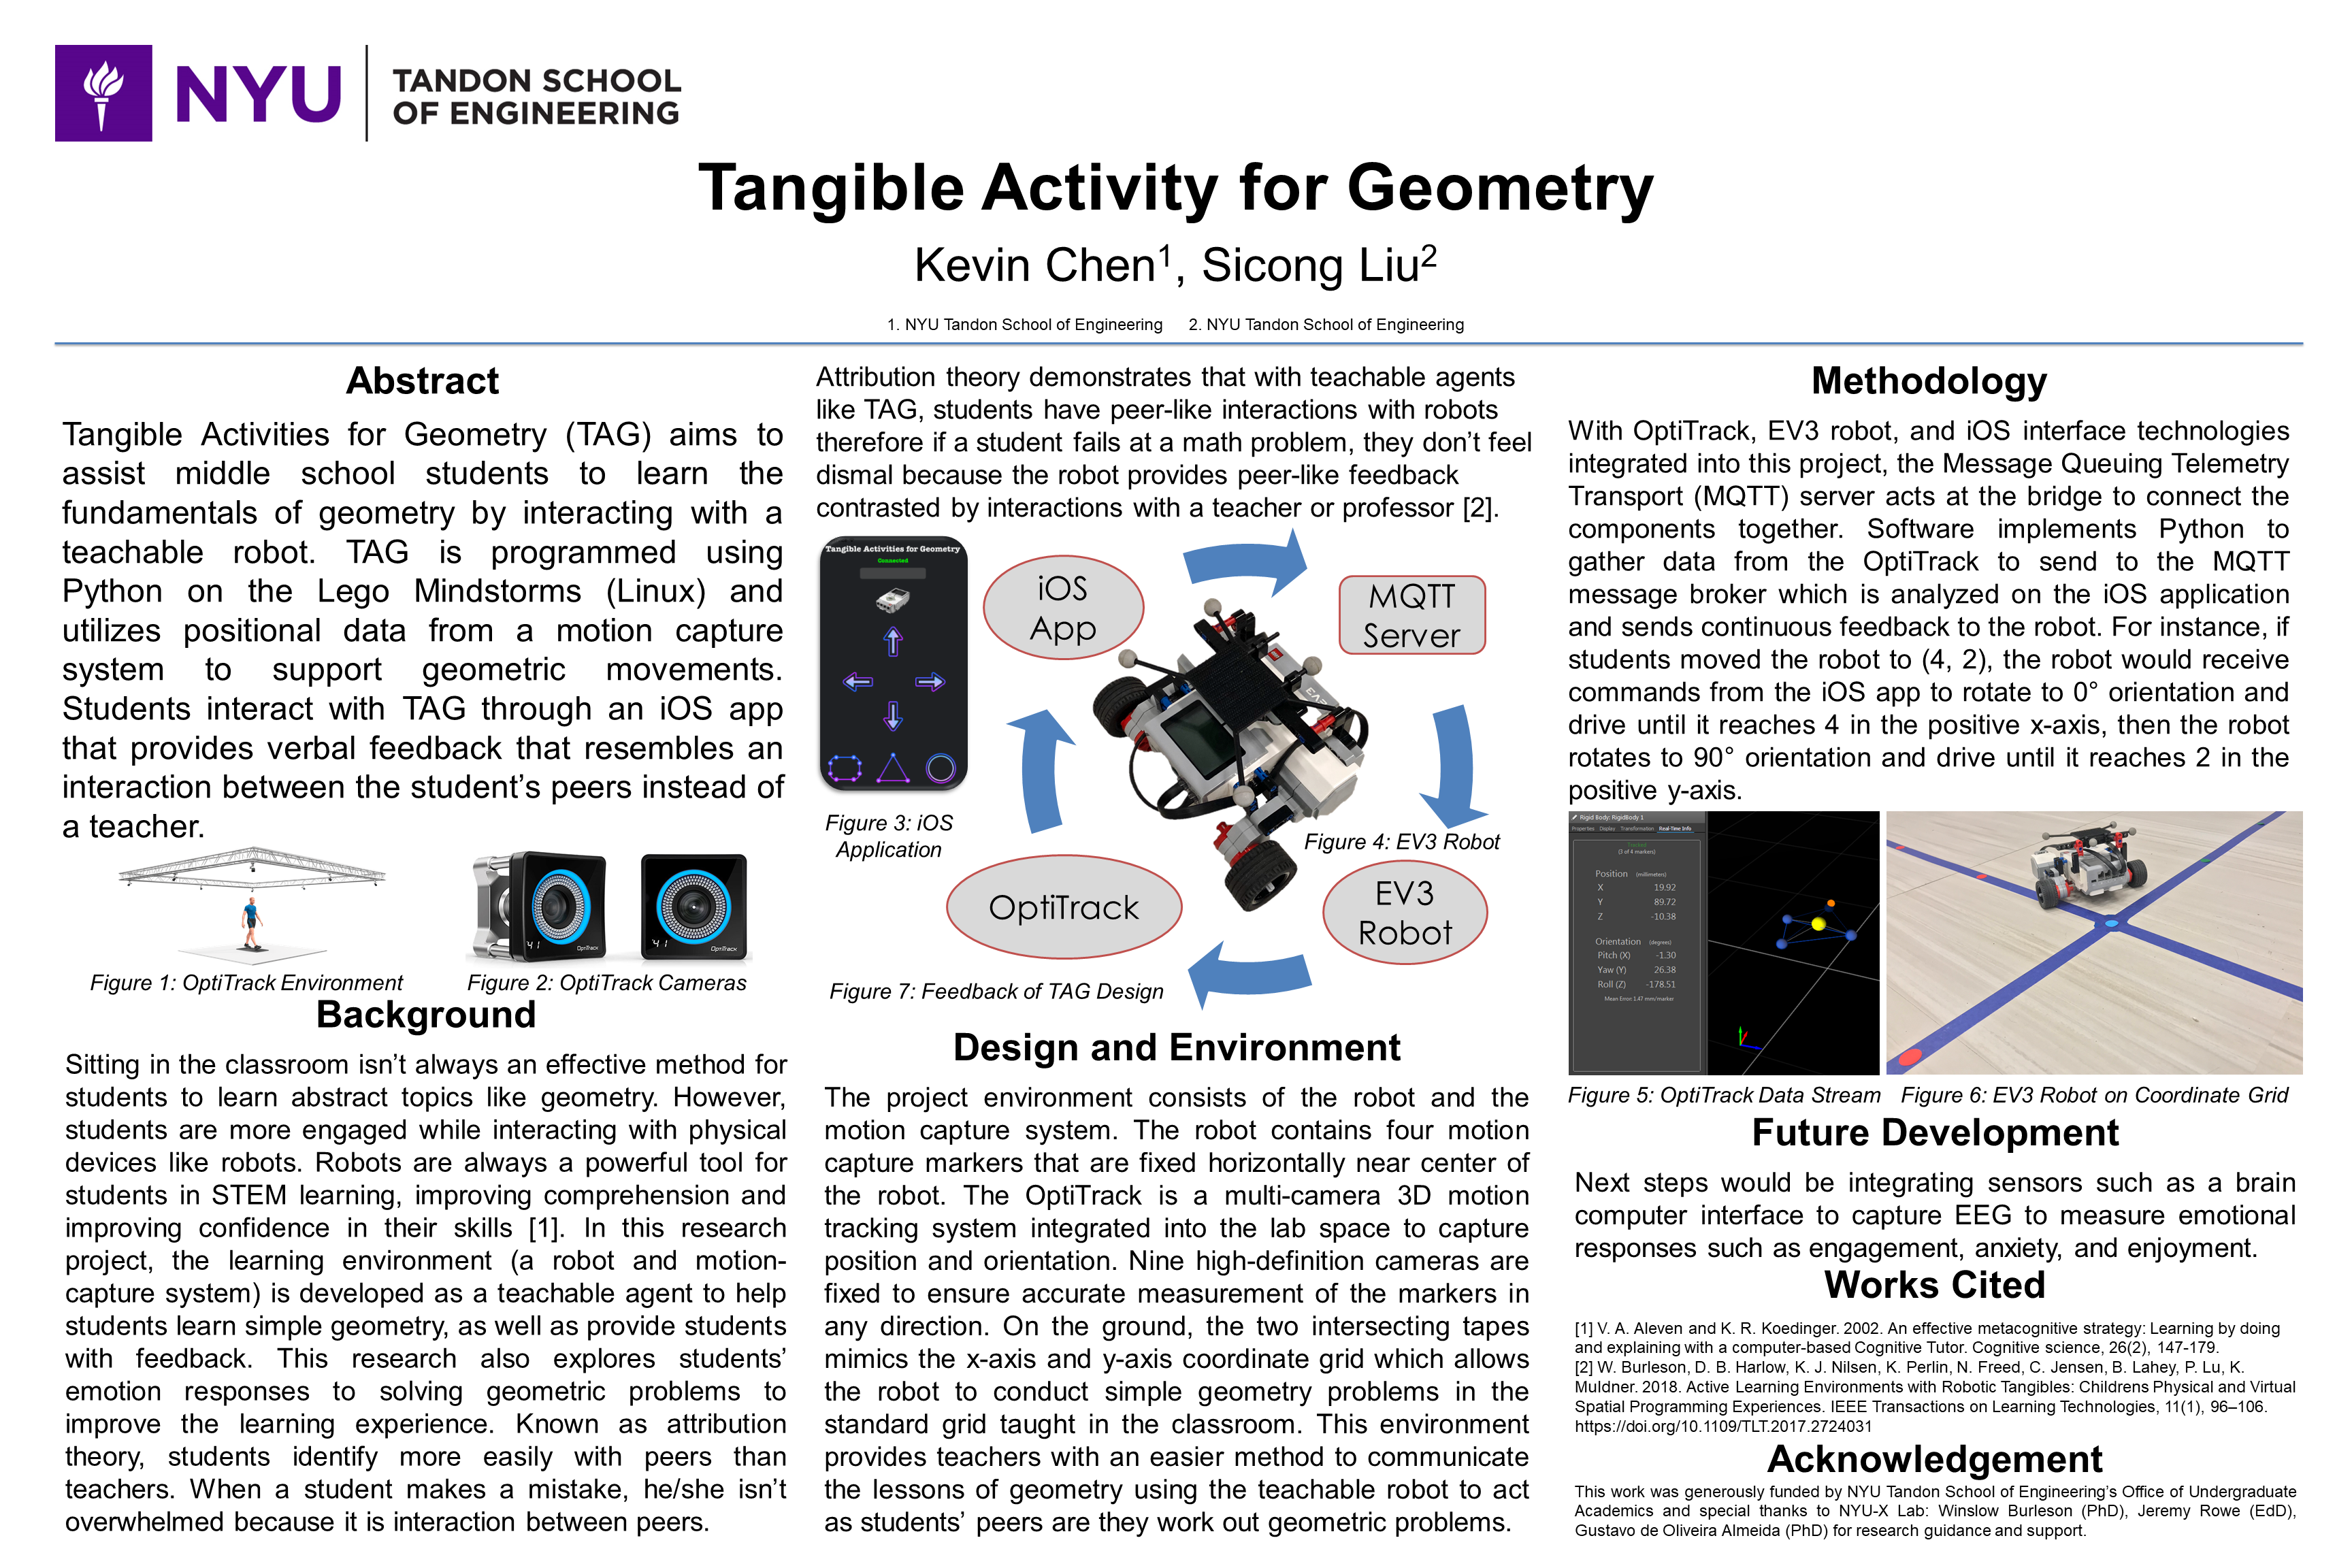 NYU
TANDON SCHOOL
OF ENGINEERING
Tangible Activity for Geometry
Kevin Chen1, Sicong Liu2
1. NYU Tandon School of Engineering 2. NYU Tandon School of Engineering
Abstract
Tangible Activities for Geometry (TAG) aims to
assist middle school students to learn the
fundamentals of geometry by interacting with a
teachable robot. TAG is programmed using
Python on the Lego Mindstorms (Linux) and
utilizes positional data from a motion capture
system to support geometric movements.
Students interact with TAG through an iOS app
that provides verbal feedback that resembles an
interaction between the student’s peers instead of
a teacher.
41
OptiTrack
41
OptiTrack
Figure 1: OptiTrack Environment
Figure 2: OptiTrack Cameras
Background
Sitting in the classroom isn’t always an effective method for
students to learn abstract topics like geometry. However,
students are more engaged while interacting with physical
devices like robots. Robots are always a powerful tool for
students in STEM learning, improving comprehension and
improving confidence in their skills [1]. In this research
project, the learning environment (a robot and motion-
capture system) is developed as a teachable agent to help
students learn simple geometry, as well as provide students
with feedback. This research also explores students’
emotion responses to solving geometric problems to
improve the learning experience. Known as attribution
theory, students identify more easily with peers than
teachers. When a student makes a mistake, he/she isn’t
overwhelmed because it is interaction between peers.
Attribution theory demonstrates that with teachable agents
like TAG, students have peer-like interactions with robots
therefore if a student fails at a math problem, they don’t feel
dismal because the robot provides peer-like feedback
contrasted by interactions with a teacher or professor [2].
Tangible Activities for Geometry
Connected
iOS
App
MQTT
Server
EV3
Figure 3: iOS
Application
Figure 4: EV3 Robot
OptiTrack
EV3
Robot
Figure 7: Feedback of TAG Design
Design and Environment
The project environment consists of the robot and the
motion capture system. The robot contains four motion
capture markers that are fixed horizontally near center of
the robot. The OptiTrack is a multi-camera 3D motion
tracking system integrated into the lab space to capture
position and orientation. Nine high-definition cameras are
fixed to ensure accurate measurement of the markers in
any direction. On the ground, the two intersecting tapes
mimics the x-axis and y-axis coordinate grid which allows
the robot to conduct simple geometry problems in the
standard grid taught in the classroom. This environment
provides teachers with an easier method to communicate
the lessons of geometry using the teachable robot to act
as students’ peers are they work out geometric problems.
Methodology
With OptiTrack, EV3 robot, and iOS interface technologies
integrated into this project, the Message Queuing Telemetry
Transport (MQTT) server acts at the bridge to connect the
components together. Software implements Python to
gather data from the OptiTrack to send to the MQTT
message broker which is analyzed on the iOS application
and sends continuous feedback to the robot. For instance, if
students moved the robot to (4, 2), the robot would receive
commands from the iOS app to rotate to 0° orientation and
drive until it reaches 4 in the positive x-axis, then the robot
rotates to 90° orientation and drive until it reaches 2 in the
positive y-axis.
Rigid Body: RigidBody 1
Properties Display Transformation Real-Time Info
Tracked
(3 of 4 markers)
Position (millimeters)
X 19.92
Y 89.72
Z -10.38
Orientation (degrees)
Pitch (X) -1.30
Yaw (Y) 26.38
Roll (Z) -178.51
Mean Error: 1.47 mm/marker
Figure 5: OptiTrack Data Stream
Figure 6: EV3 Robot on Coordinate Grid
Future Development
Next steps would be integrating sensors such as a brain
computer interface to capture EEG to measure emotional
responses such as engagement, anxiety, and enjoyment.
Works Cited
[1] V. A. Aleven and K. R. Koedinger. 2002. An effective metacognitive strategy: Learning by doing
and explaining with a computer-based Cognitive Tutor. Cognitive science, 26(2), 147-179.
[2] W. Burleson, D. B. Harlow, K. J. Nilsen, K. Perlin, N. Freed, C. Jensen, B. Lahey, P. Lu, K.
Muldner. 2018. Active Learning Environments with Robotic Tangibles: Childrens Physical and Virtual
Spatial Programming Experiences. IEEE Transactions on Learning Technologies, 11(1), 96–106.
https://doi.org/10.1109/TLT.2017.2724031
Acknowledgement
This work was generously funded by NYU Tandon School of Engineering’s Office of Undergraduate
Academics and special thanks to NYU-X Lab: Winslow Burleson (PhD), Jeremy Rowe (EdD),
Gustavo de Oliveira Almeida (PhD) for research guidance and support.